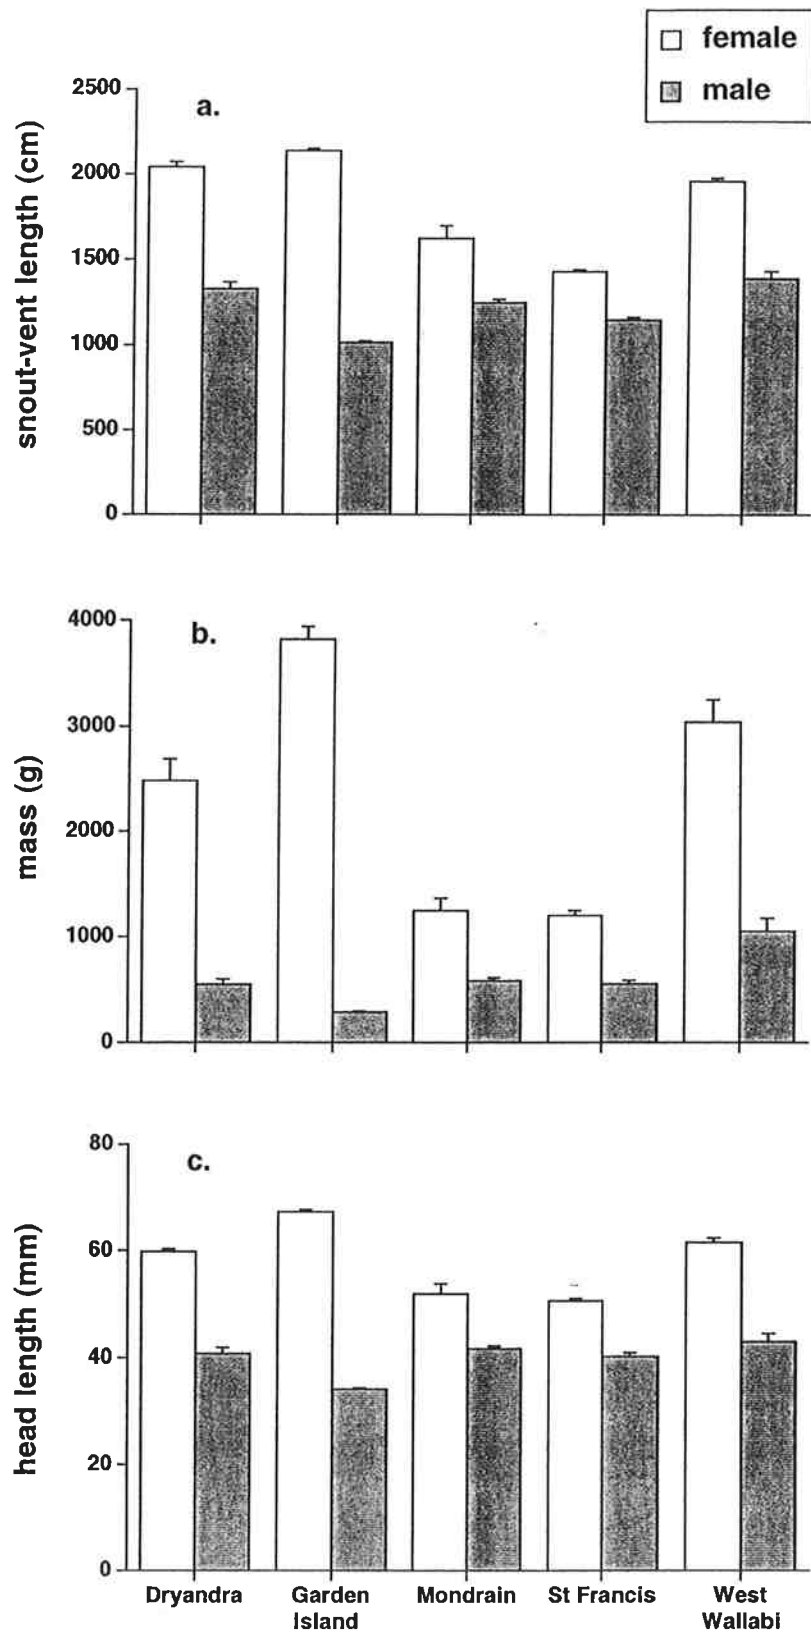 female
male
a.
snout-vent length (cm)
2500
2000
1500
1000
500
0
b.
mass (g)
4000
3000
2000
1000
0
c.
head length (mm)
80
60
40
20
0
Dryandra
Garden
Island
Mondrain
St Francis
West
Wallabi